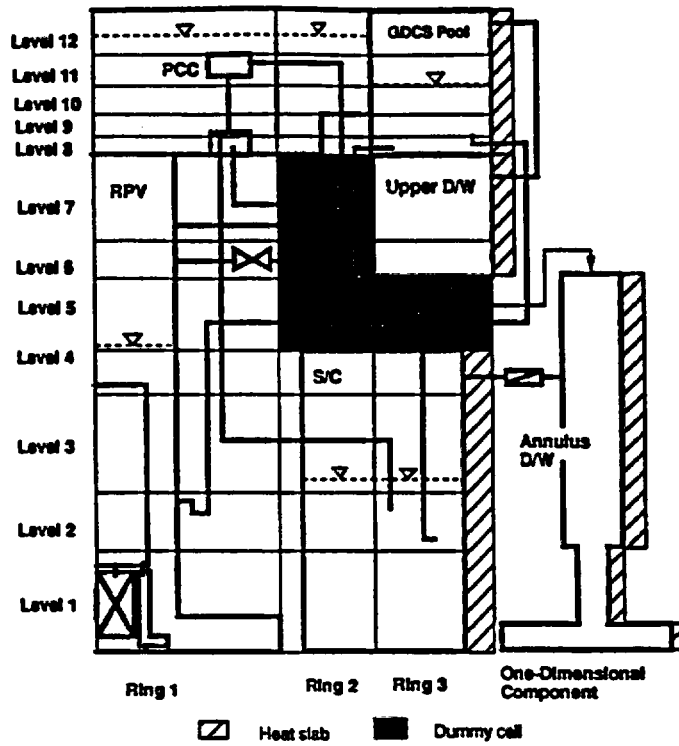 Level 12
GDCS Pool
Level 11
PCC
Level 10
Level 9
Level 8
RPV
Upper D/W
Level 7
Level 6
Level 5
Level 4
S/C
Annulus
D/W
Level 3
Level 2
Level 1
Ring 1
Ring 2
Ring 3
One-Dimensional
Component
Heat slab
Dummy cell